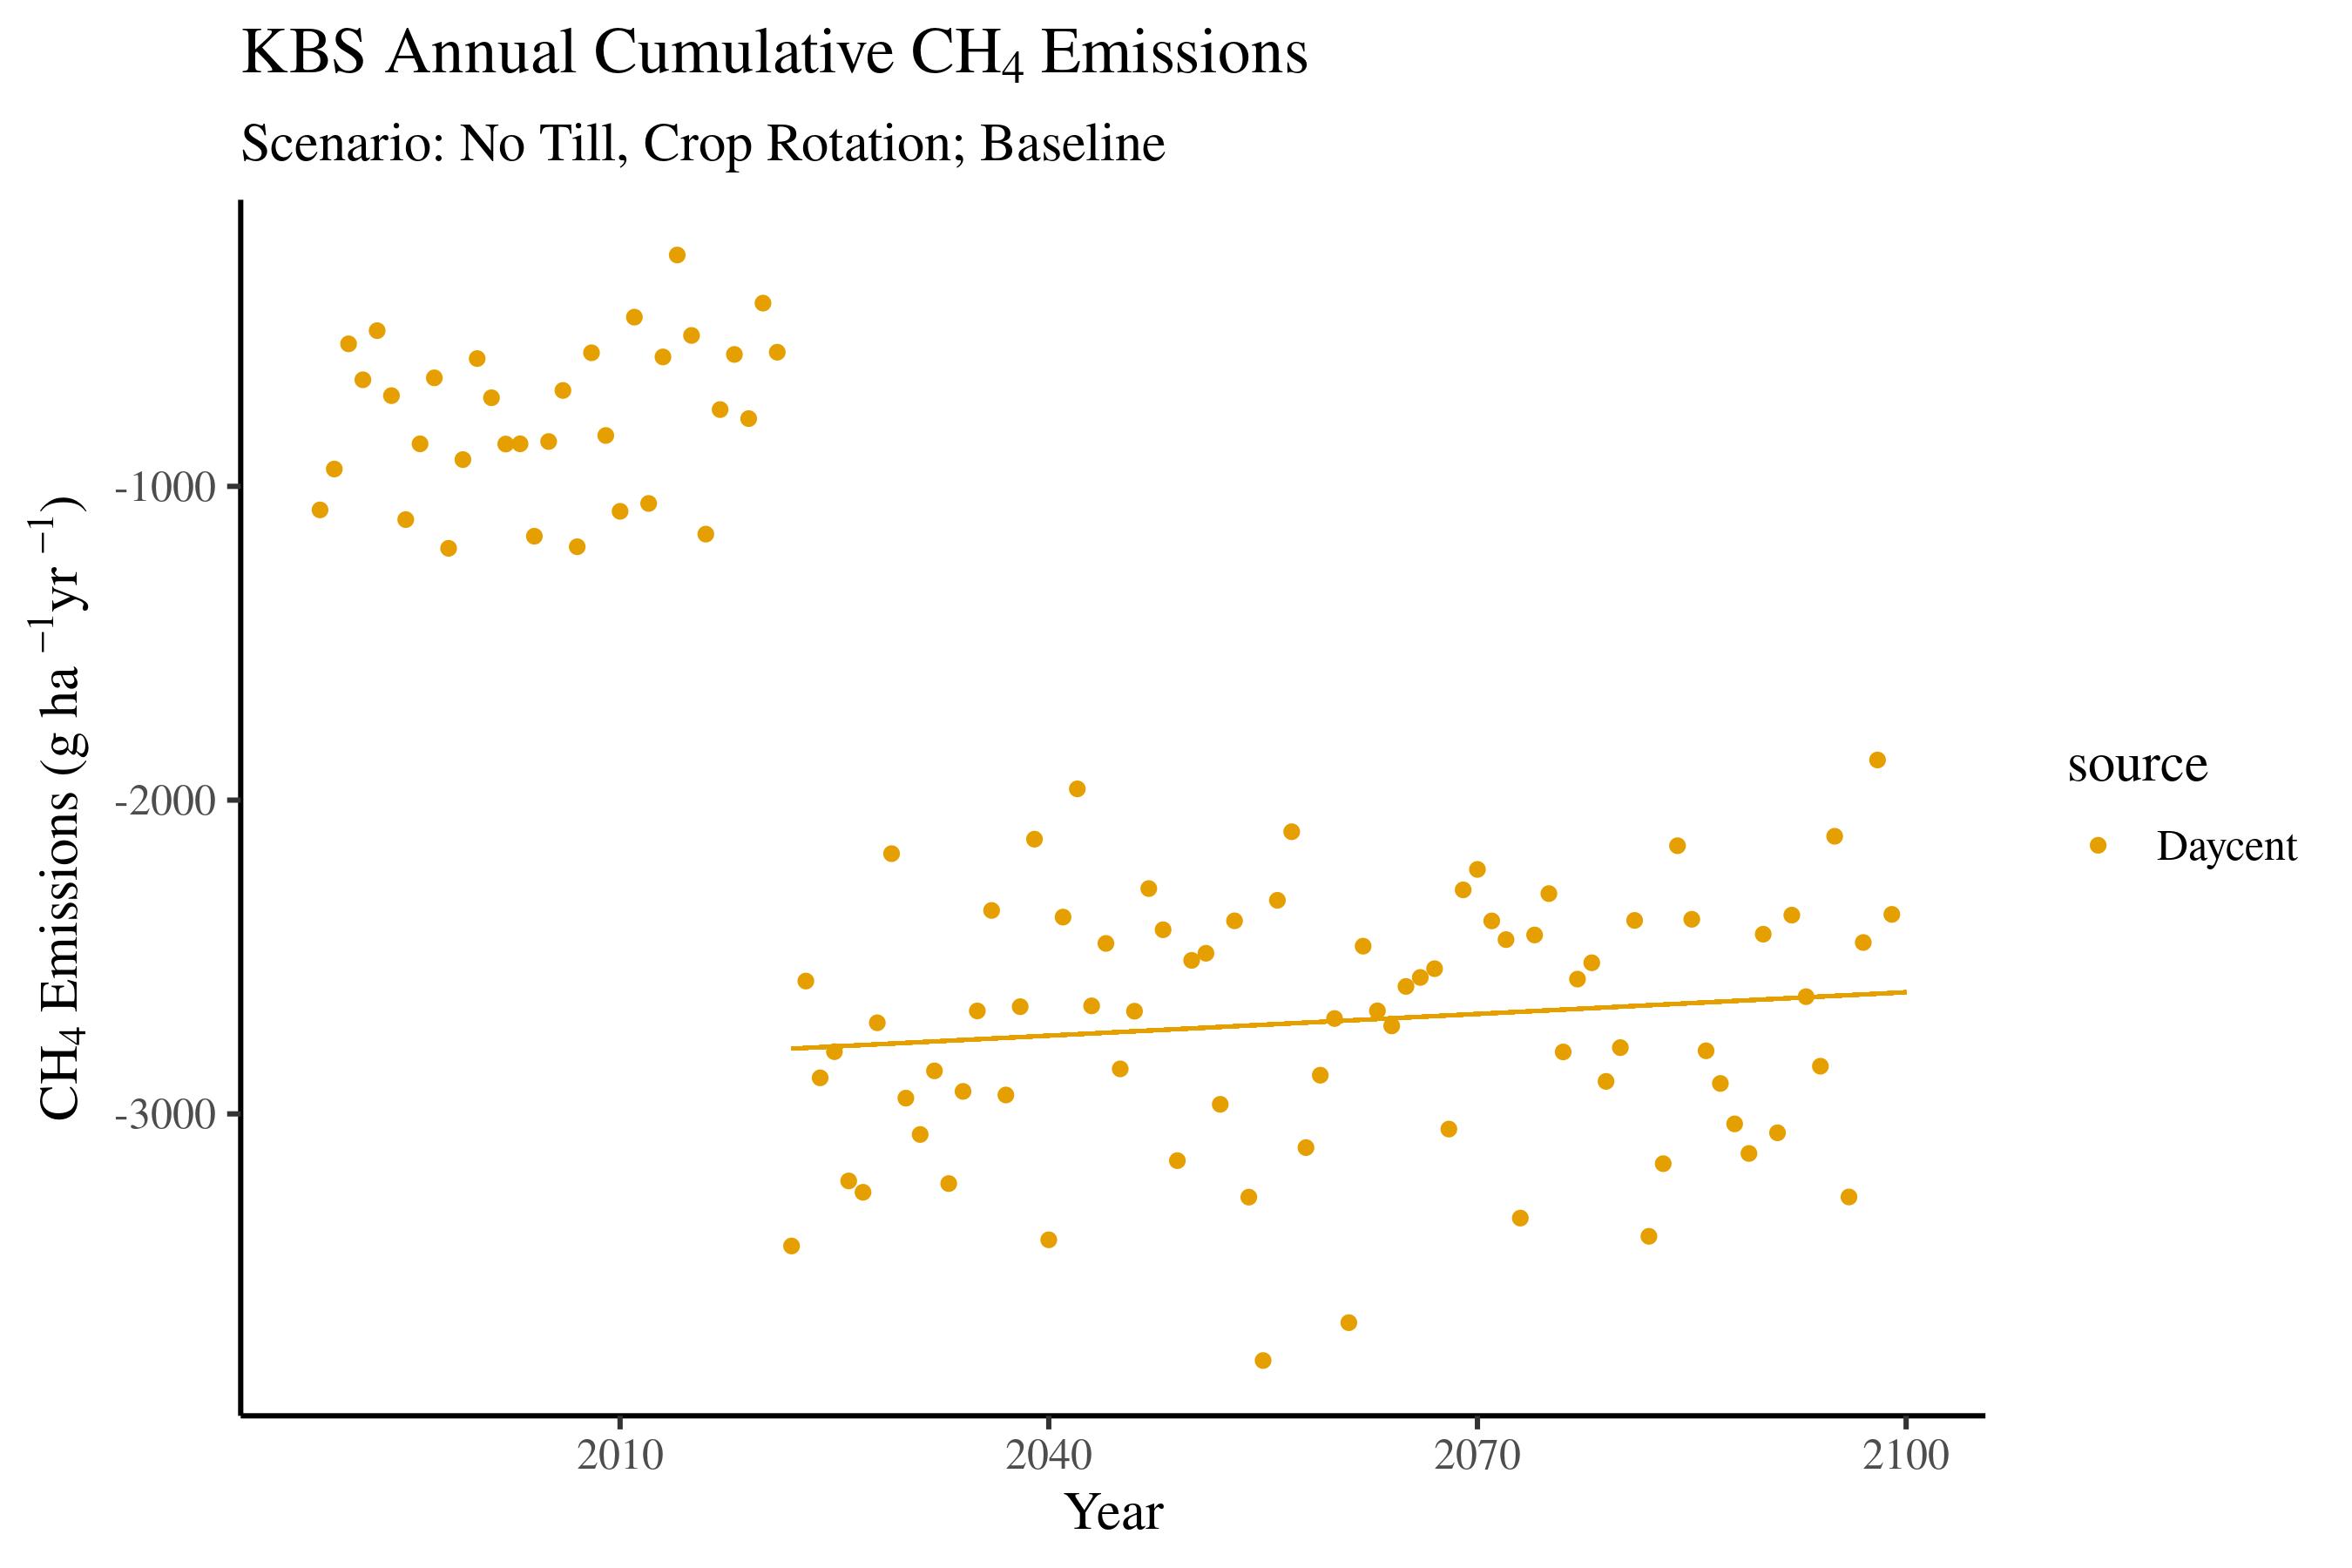 KBS Annual Cumulative CH₄ Emissions
Scenario: No Till, Crop Rotation; Baseline
CH₄ Emissions (g ha⁻¹yr⁻¹)
-1000
-2000
-3000
source
Daycent
2010 2040 2070 2100
Year